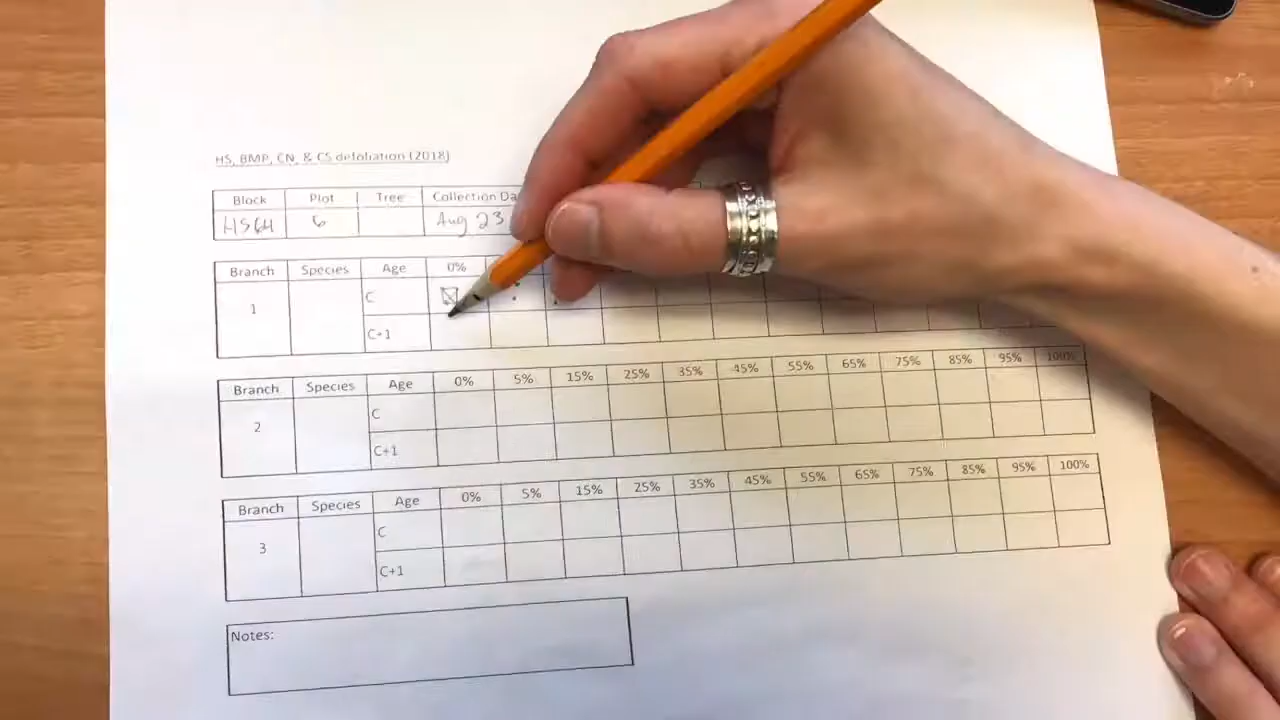 HS, BMP, CN, & CS defoliation (2018)
Block Plot Tree Collection Da
HS64 6 Aug 23
Branch Species Age 0%
1 C
C+1
Branch Species Age 0% 5% 15% 25% 35% 45% 55% 65% 75% 85% 95% 100%
2 C
C+1
Branch Species Age 0% 5% 15% 25% 35% 45% 55% 65% 75% 85% 95% 100%
3 C
C+1
Notes: